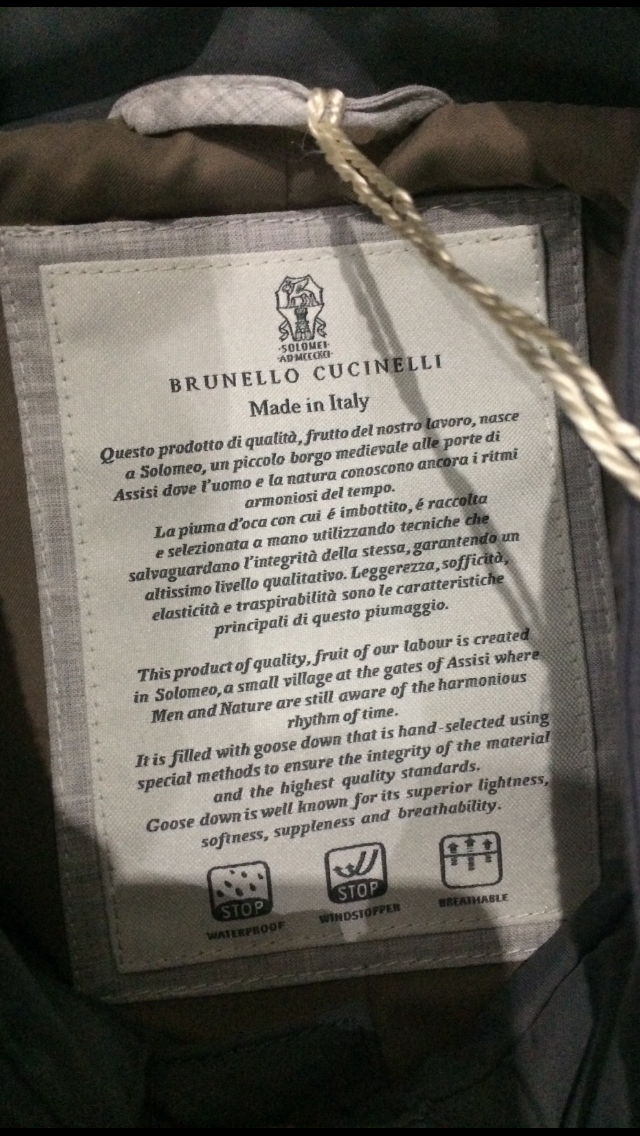 ·SOLOMEI·
·AD MCCCXCI·
BRUNELLO CUCINELLI
Made in Italy
Questo prodotto di qualità, frutto del nostro lavoro, nasce
a Solomeo, un piccolo borgo medievale alle porte di
Assisi dove l'uomo e la natura conoscono ancora i ritmi
armoniosi del tempo.
La piuma d'oca con cui é imbottito, é raccolta
e selezionata a mano utilizzando tecniche che
salvaguardano l'integrità della stessa, garantendo un
altissimo livello qualitativo. Leggerezza, sofficità,
elasticità e traspirabilità sono le caratteristiche
principali di questo piumaggio.
This product of quality, fruit of our labour is created
in Solomeo, a small village at the gates of Assisi where
Men and Nature are still aware of the harmonious
rhythm of time.
It is filled with goose down that is hand-selected using
special methods to ensure the integrity of the material
and the highest quality standards.
Goose down is well known for its superior lightness,
softness, suppleness and breathability.
STOP STOP
WATERPROOF WINDSTOPPER BREATHABLE